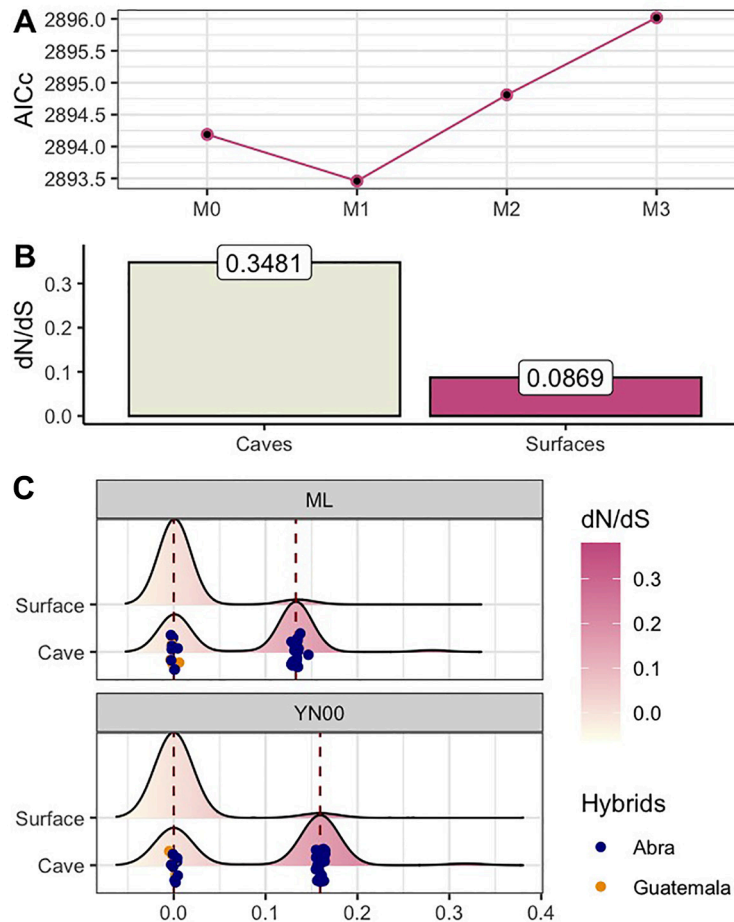 A
2896.0
2895.5
2895.0
2894.5
2894.0
2893.5
AICc
M0 M1 M2 M3
B
0.3
0.2
0.1
0.0
dN/dS
0.3481
0.0869
Caves Surfaces
C
ML
Surface
Cave
YN00
Surface
Cave
0.0 0.1 0.2 0.3 0.4
dN/dS
0.3
0.2
0.1
0.0
Hybrids
Abra
Guatemala